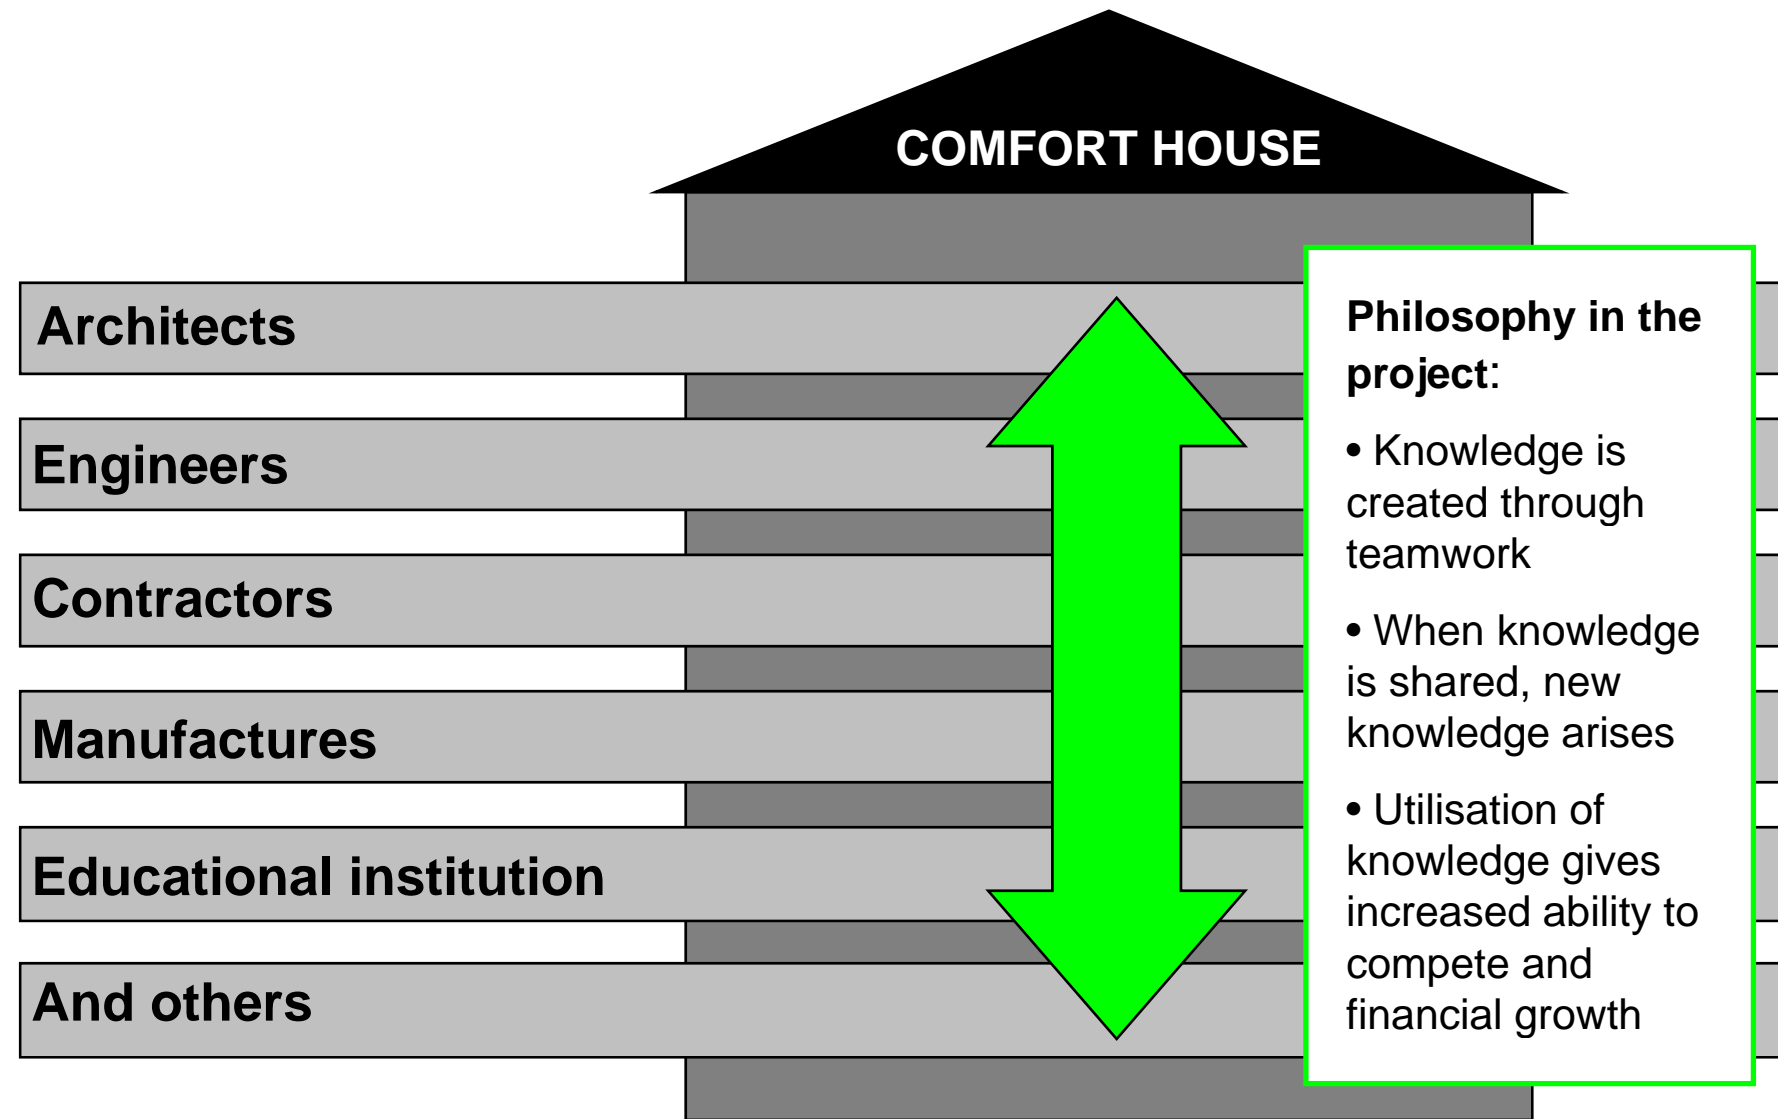 COMFORT HOUSE
Architects
Engineers
Contractors
Manufactures
Educational institution
And others
Philosophy in the
project:
• Knowledge is
created through
teamwork
• When knowledge
is shared, new
knowledge arises
• Utilisation of
knowledge gives
increased ability to
compete and
financial growth